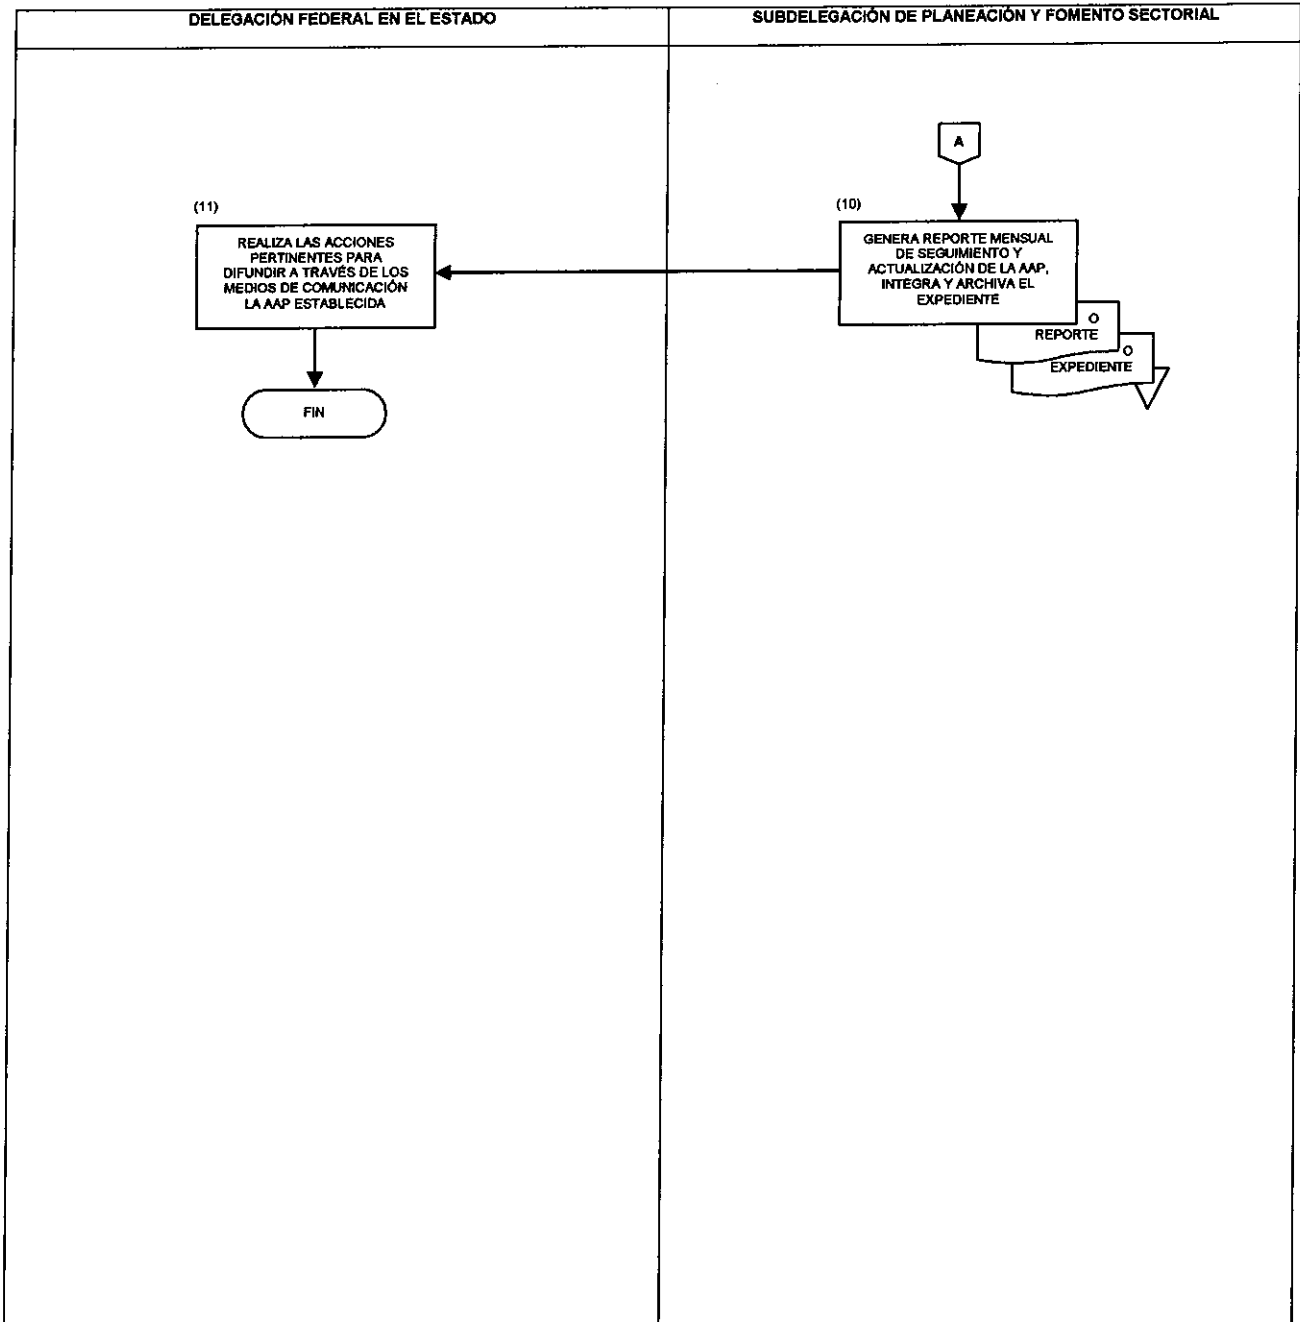 DELEGACIÓN FEDERAL EN EL ESTADO
SUBDELEGACIÓN DE PLANEACIÓN Y FOMENTO SECTORIAL
A
(10)
GENERA REPORTE MENSUAL
DE SEGUIMIENTO Y
ACTUALIZACIÓN DE LA AAP,
INTEGRA Y ARCHIVA EL
EXPEDIENTE
O
REPORTE
O
EXPEDIENTE
(11)
REALIZA LAS ACCIONES
PERTINENTES PARA
DIFUNDIR A TRAVÉS DE LOS
MEDIOS DE COMUNICACIÓN
LA AAP ESTABLECIDA
FIN